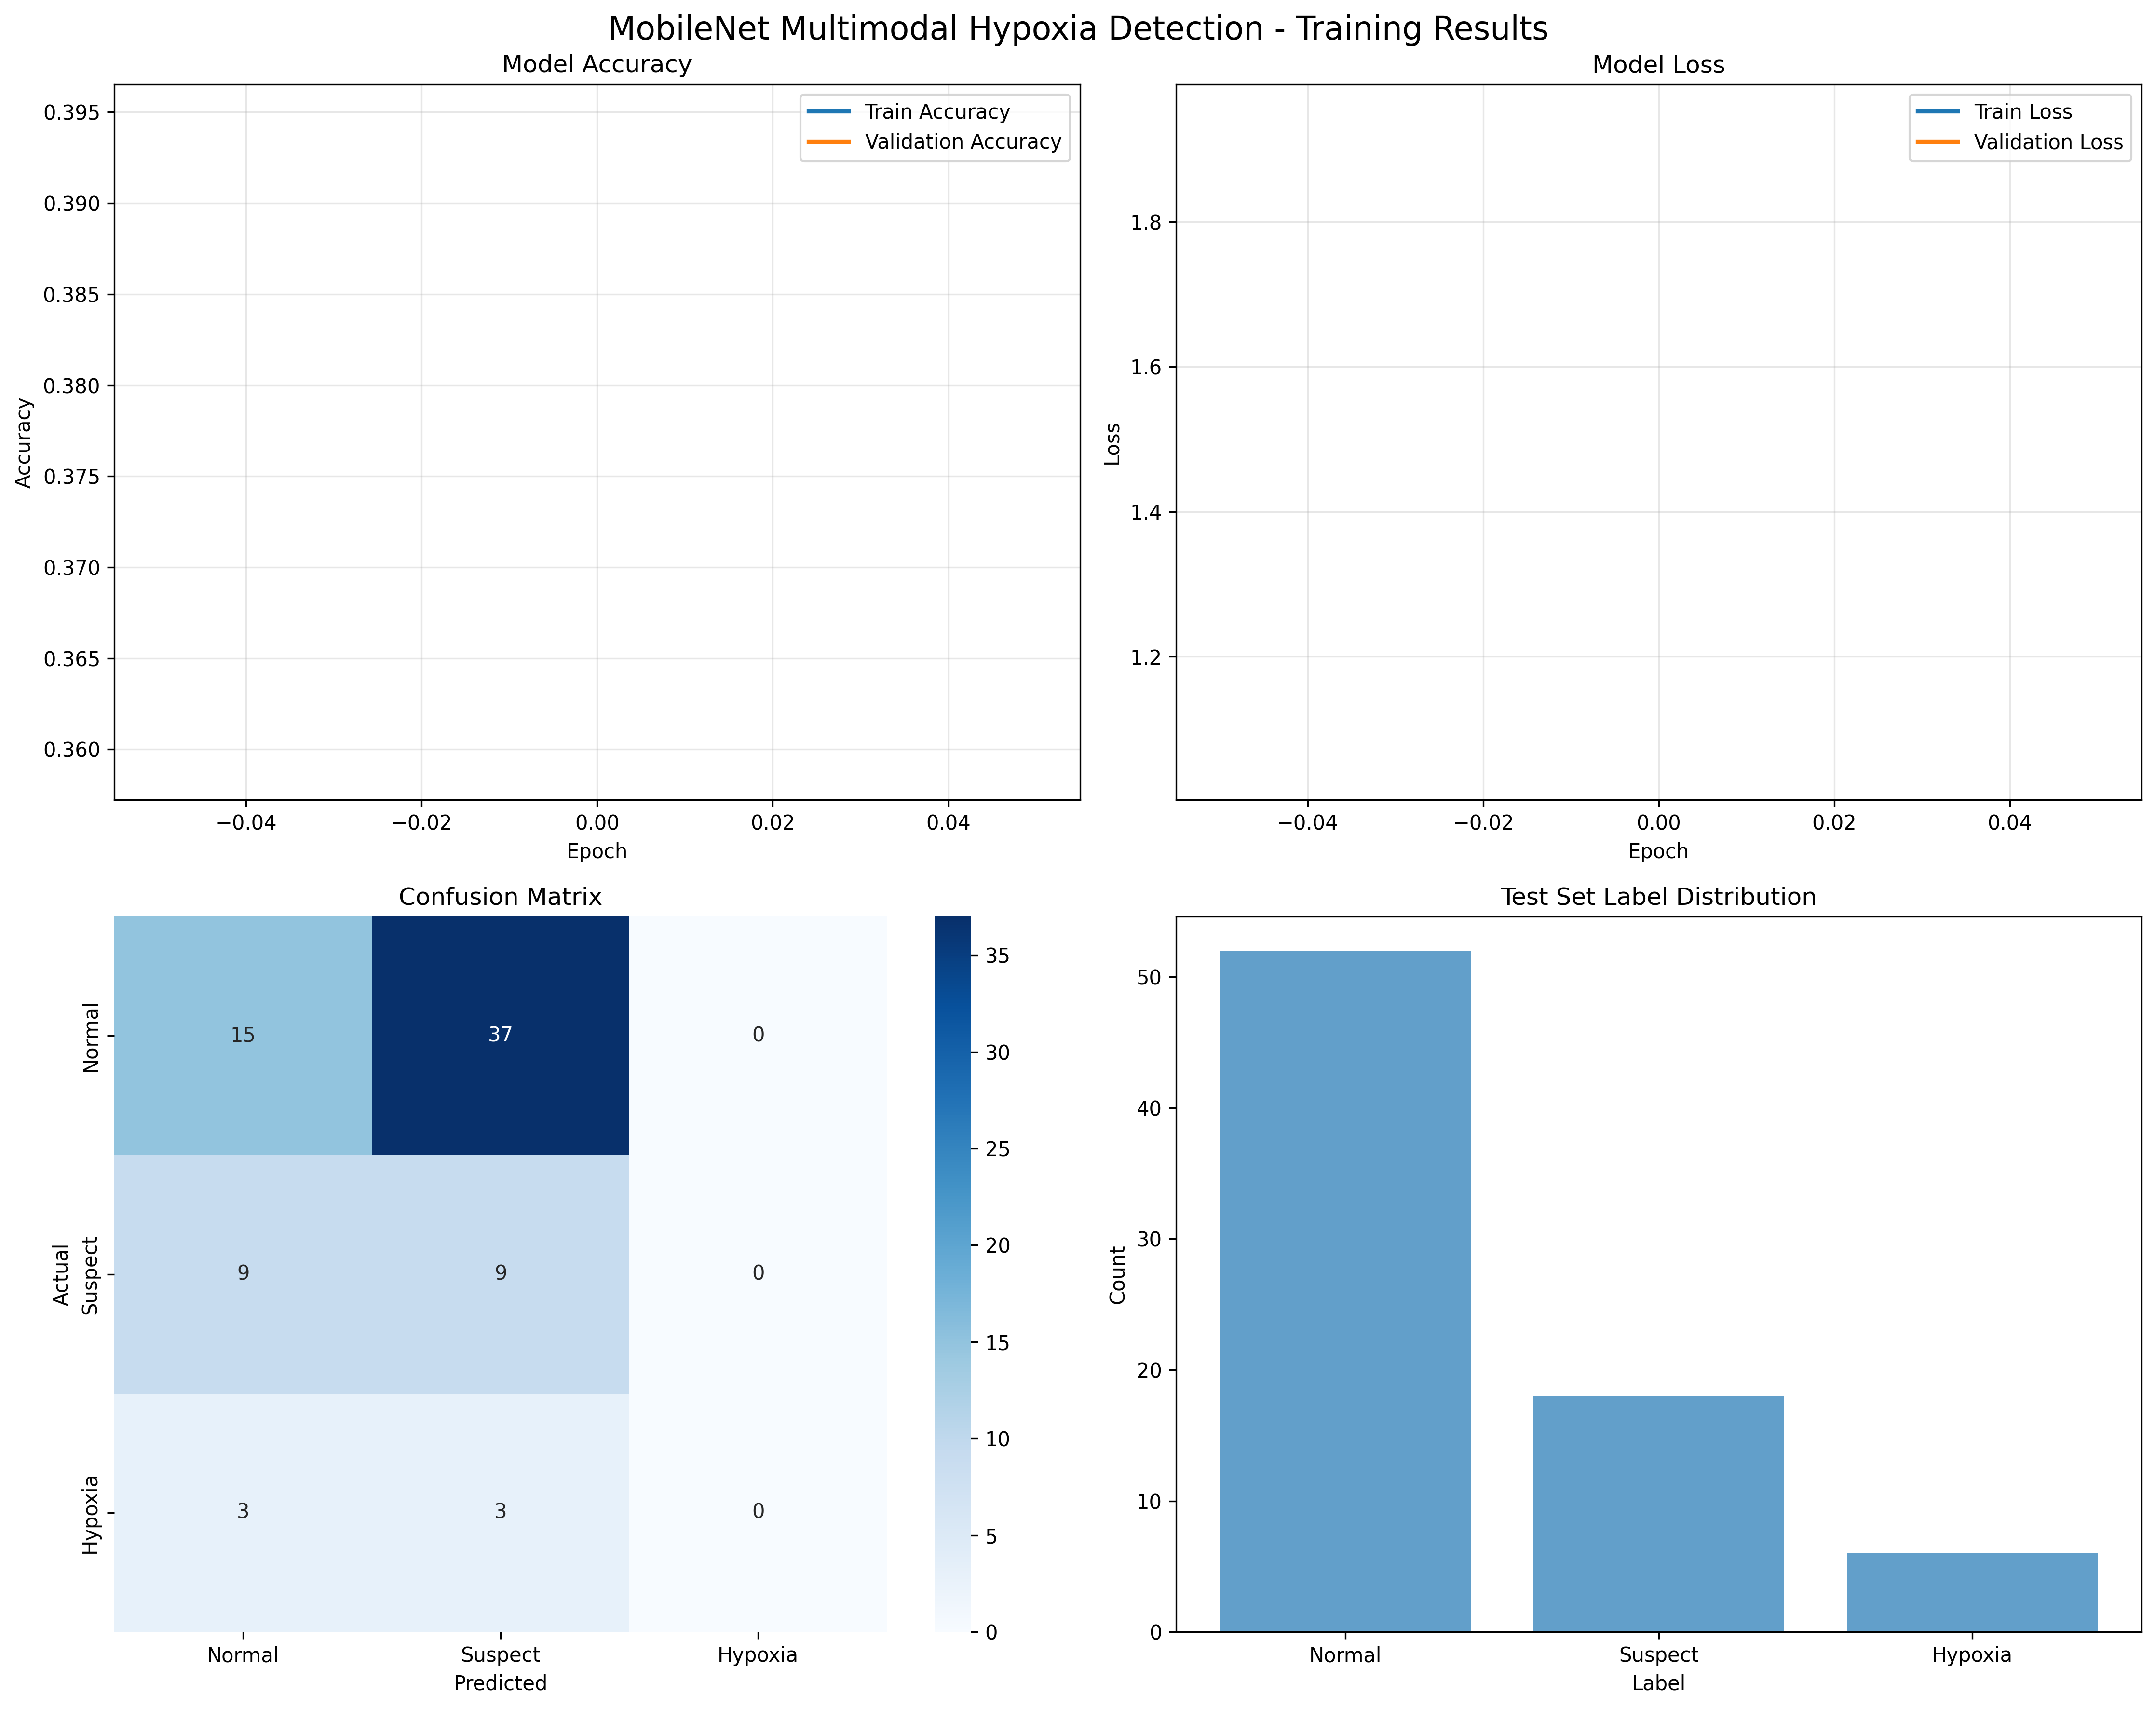 MobileNet Multimodal Hypoxia Detection - Training Results
Model Accuracy
Accuracy
0.395
0.390
0.385
0.380
0.375
0.370
0.365
0.360
Train Accuracy
Validation Accuracy
−0.04 −0.02 0.00 0.02 0.04
Epoch
Model Loss
Loss
1.8
1.6
1.4
1.2
Train Loss
Validation Loss
−0.04 −0.02 0.00 0.02 0.04
Epoch
Confusion Matrix
Actual
Normal
15 37 0
Suspect
9 9 0
Hypoxia
3 3 0
Normal Suspect Hypoxia
Predicted
35
30
25
20
15
10
5
0
Test Set Label Distribution
Count
50
40
30
20
10
0
Normal Suspect Hypoxia
Label